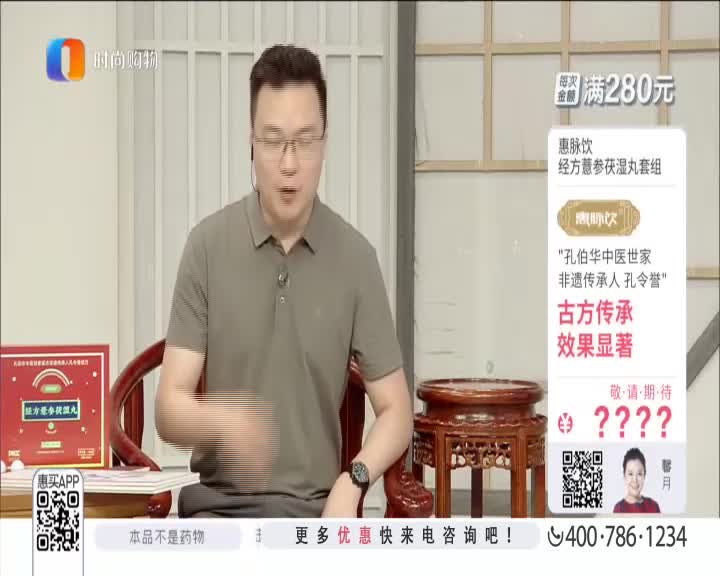 时尚购物
每次
金额
满280元
惠脉饮
经方薏参茯湿丸套组
惠脉饮
"孔伯华中医世家
非遗传承人 孔令誉"
古方传承
效果显著
敬·请·期·待
¥ ????
馨月
经方薏参茯湿丸
PICC
惠买APP
本品不是药物
更多优惠快来电咨询吧！
400·786·1234